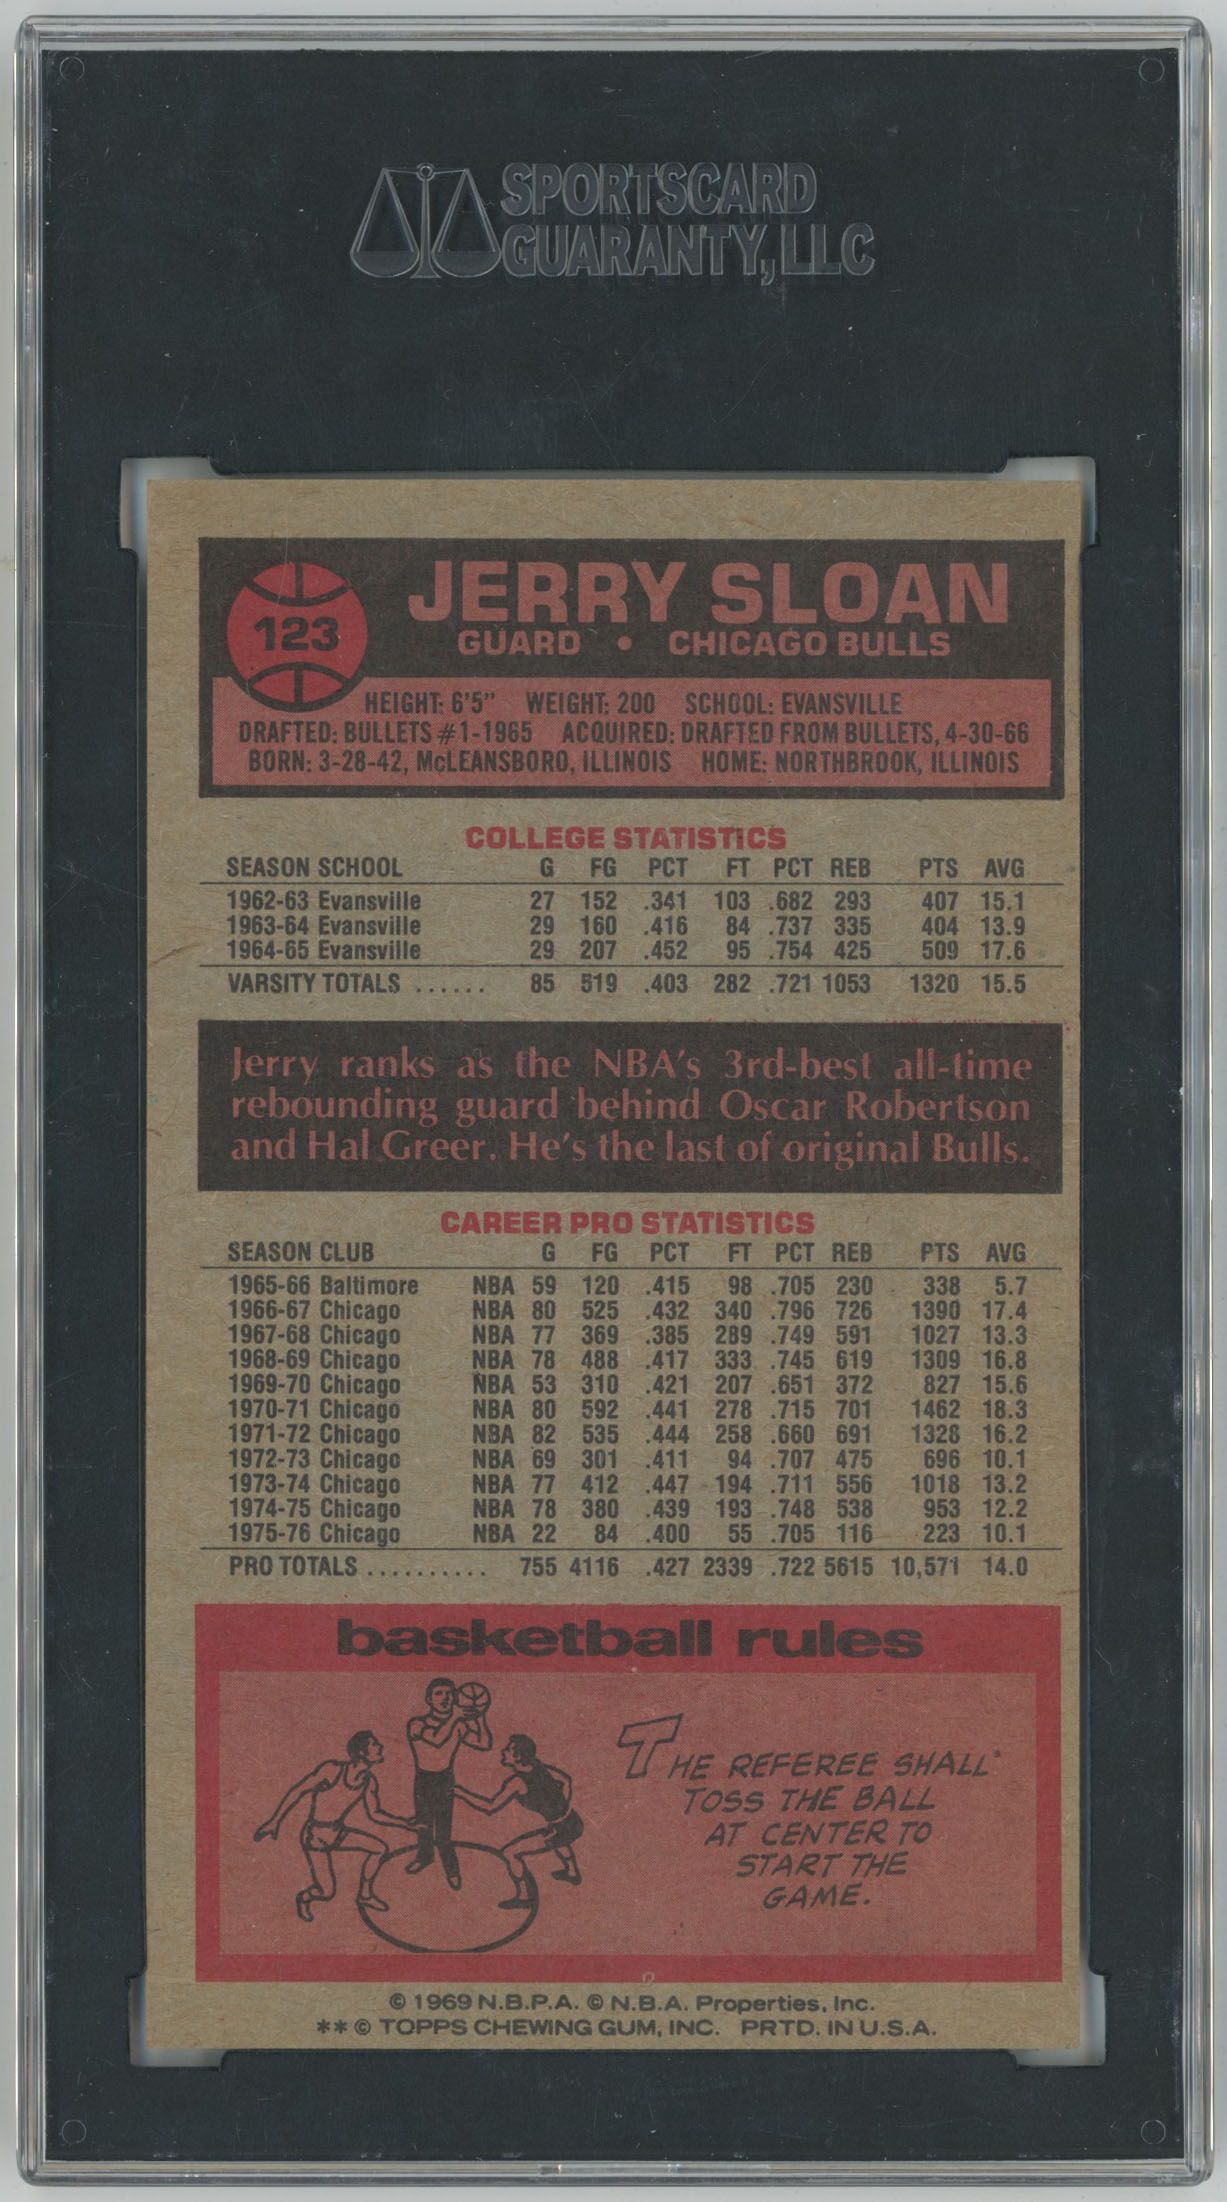 SPORTSCARD
GUARANTY, LLC
123
JERRY SLOAN
GUARD • CHICAGO BULLS
HEIGHT: 6'5" WEIGHT: 200 SCHOOL: EVANSVILLE
DRAFTED: BULLETS #1-1965 ACQUIRED: DRAFTED FROM BULLETS, 4-30-66
BORN: 3-28-42, McLEANSBORO, ILLINOIS HOME: NORTHBROOK, ILLINOIS
COLLEGE STATISTICS
SEASON SCHOOL G FG PCT FT PCT REB PTS AVG
1962-63 Evansville 27 152 .341 103 .682 293 407 15.1
1963-64 Evansville 29 160 .416 84 .737 335 404 13.9
1964-65 Evansville 29 207 .452 95 .754 425 509 17.6
VARSITY TOTALS ...... 85 519 .403 282 .721 1053 1320 15.5
Jerry ranks as the NBA's 3rd-best all-time
rebounding guard behind Oscar Robertson
and Hal Greer. He's the last of original Bulls.
CAREER PRO STATISTICS
SEASON CLUB G FG PCT FT PCT REB PTS AVG
1965-66 Baltimore NBA 59 120 .415 98 .705 230 338 5.7
1966-67 Chicago NBA 80 525 .432 340 .796 726 1390 17.4
1967-68 Chicago NBA 77 369 .385 289 .749 591 1027 13.3
1968-69 Chicago NBA 78 488 .417 333 .745 619 1309 16.8
1969-70 Chicago NBA 53 310 .421 207 .651 372 827 15.6
1970-71 Chicago NBA 80 592 .441 278 .715 701 1462 18.3
1971-72 Chicago NBA 82 535 .444 258 .660 691 1328 16.2
1972-73 Chicago NBA 69 301 .411 94 .707 475 696 10.1
1973-74 Chicago NBA 77 412 .447 194 .711 556 1018 13.2
1974-75 Chicago NBA 78 380 .439 193 .748 538 953 12.2
1975-76 Chicago NBA 22 84 .400 55 .705 116 223 10.1
PRO TOTALS .......... 755 4116 .427 2339 .722 5615 10,571 14.0
basketball rules
THE REFEREE SHALL
TOSS THE BALL
AT CENTER TO
START THE
GAME.
© 1969 N.B.P.A. © N.B.A. Properties, Inc.
** © TOPPS CHEWING GUM, INC. PRTD. IN U.S.A.